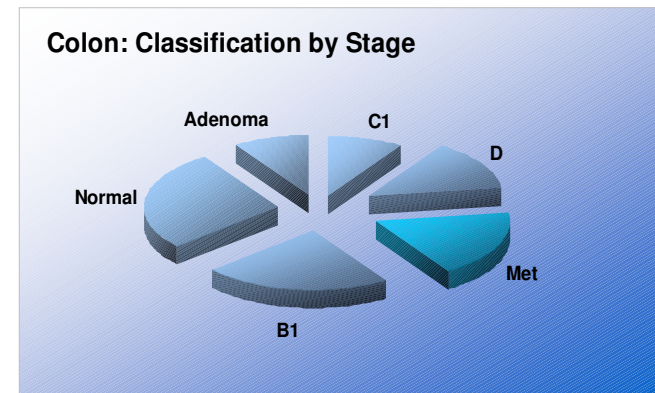 Colon: Classification by Stage
Adenoma
C1
D
Normal
Met
B1